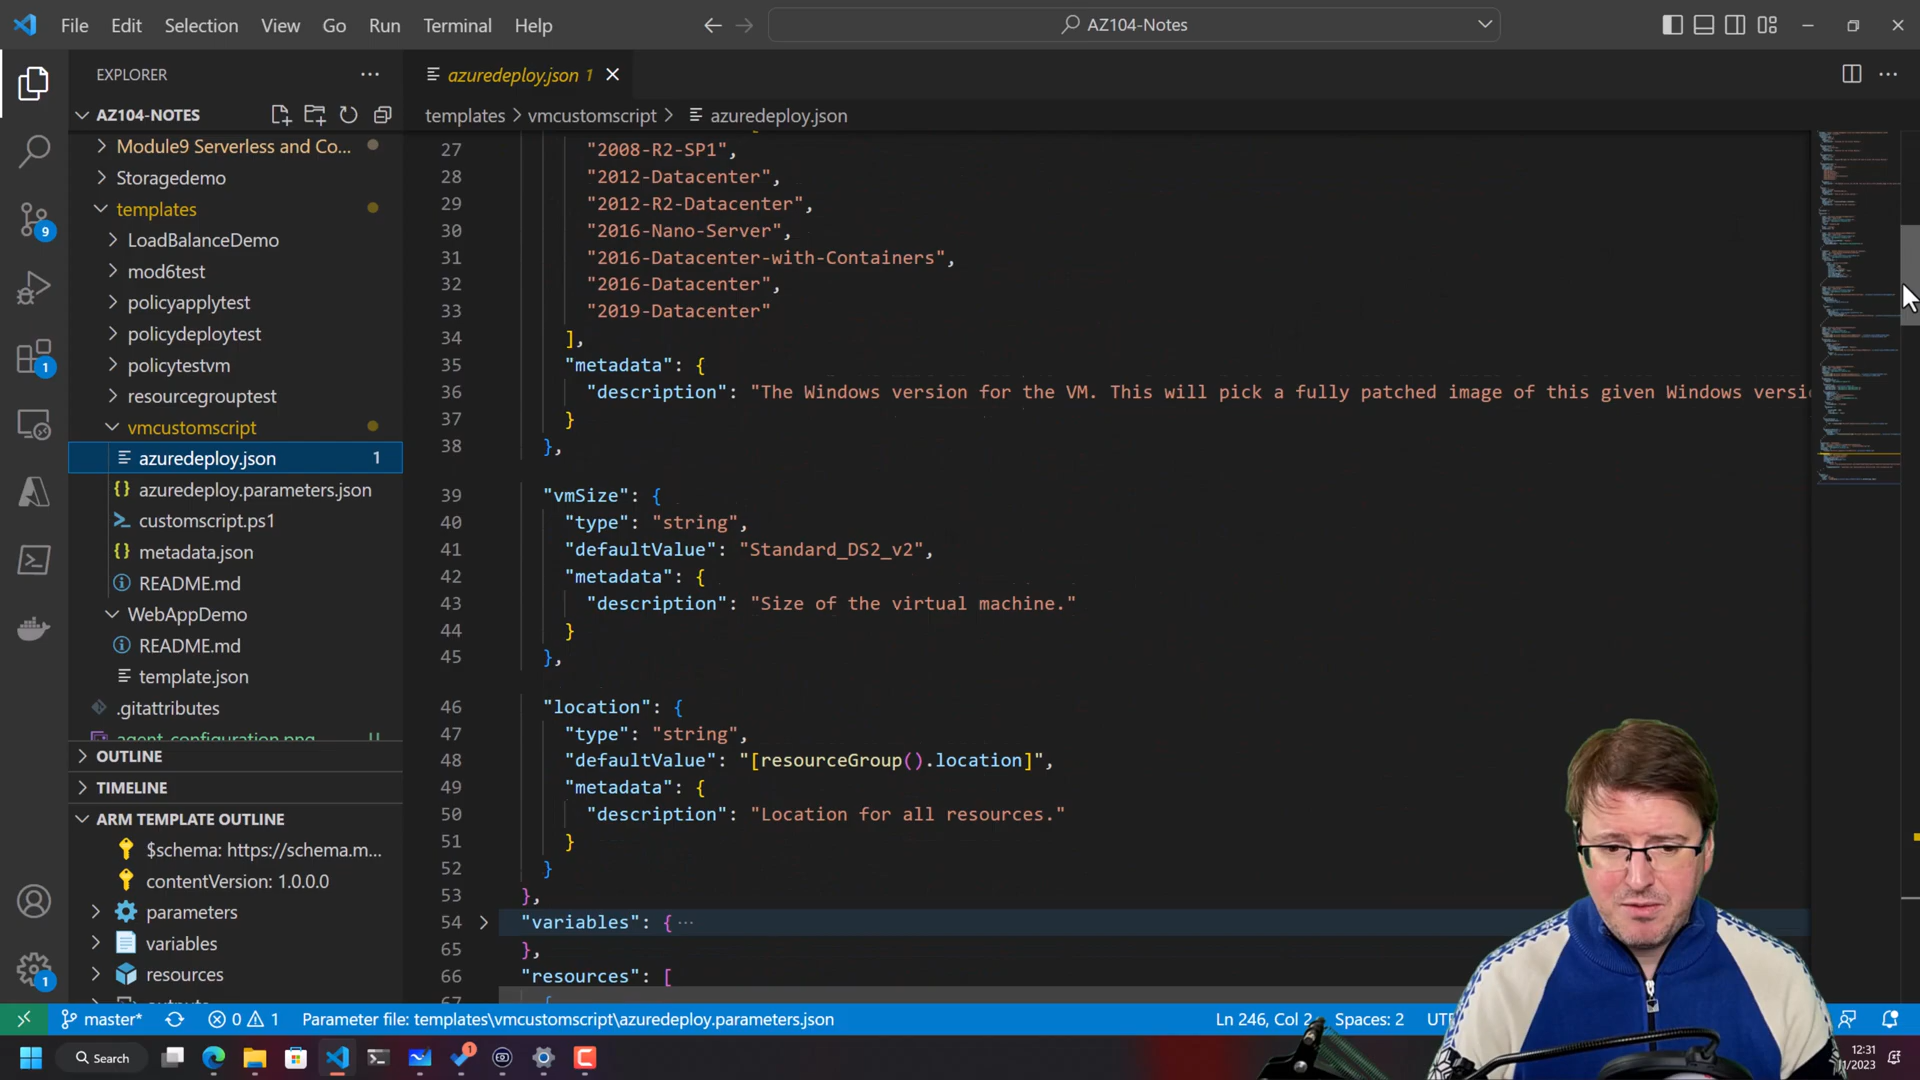 File Edit Selection View Go Run Terminal Help
AZ104-Notes
EXPLORER
AZ104-NOTES
Module9 Serverless and Co...
Storagedemo
templates
LoadBalanceDemo
mod6test
policyapplytest
policydeploytest
policytestvm
resourcegrouptest
vmcustomscript
azuredeploy.json 1
azuredeploy.parameters.json
customscript.ps1
metadata.json
README.md
WebAppDemo
README.md
template.json
.gitattributes
OUTLINE
TIMELINE
ARM TEMPLATE OUTLINE
$schema: https://schema.m...
contentVersion: 1.0.0.0
parameters
variables
resources
9
1
1
azuredeploy.json 1
templates > vmcustomscript > azuredeploy.json
27 "2008-R2-SP1",
28 "2012-Datacenter",
29 "2012-R2-Datacenter",
30 "2016-Nano-Server",
31 "2016-Datacenter-with-Containers",
32 "2016-Datacenter",
33 "2019-Datacenter"
34 ],
35 "metadata": {
36 "description": "The Windows version for the VM. This will pick a fully patched image of this given Windows versi
37 }
38 },
39 "vmSize": {
40 "type": "string",
41 "defaultValue": "Standard_DS2_v2",
42 "metadata": {
43 "description": "Size of the virtual machine."
44 }
45 },
46 "location": {
47 "type": "string",
48 "defaultValue": "[resourceGroup().location]",
49 "metadata": {
50 "description": "Location for all resources."
51 }
52 }
53 },
54 "variables": { ...
65 },
66 "resources": [
67 {
master* 0 1 Parameter file: templates\vmcustomscript\azuredeploy.parameters.json Ln 246, Col 2 Spaces: 2
Search
1
12:31